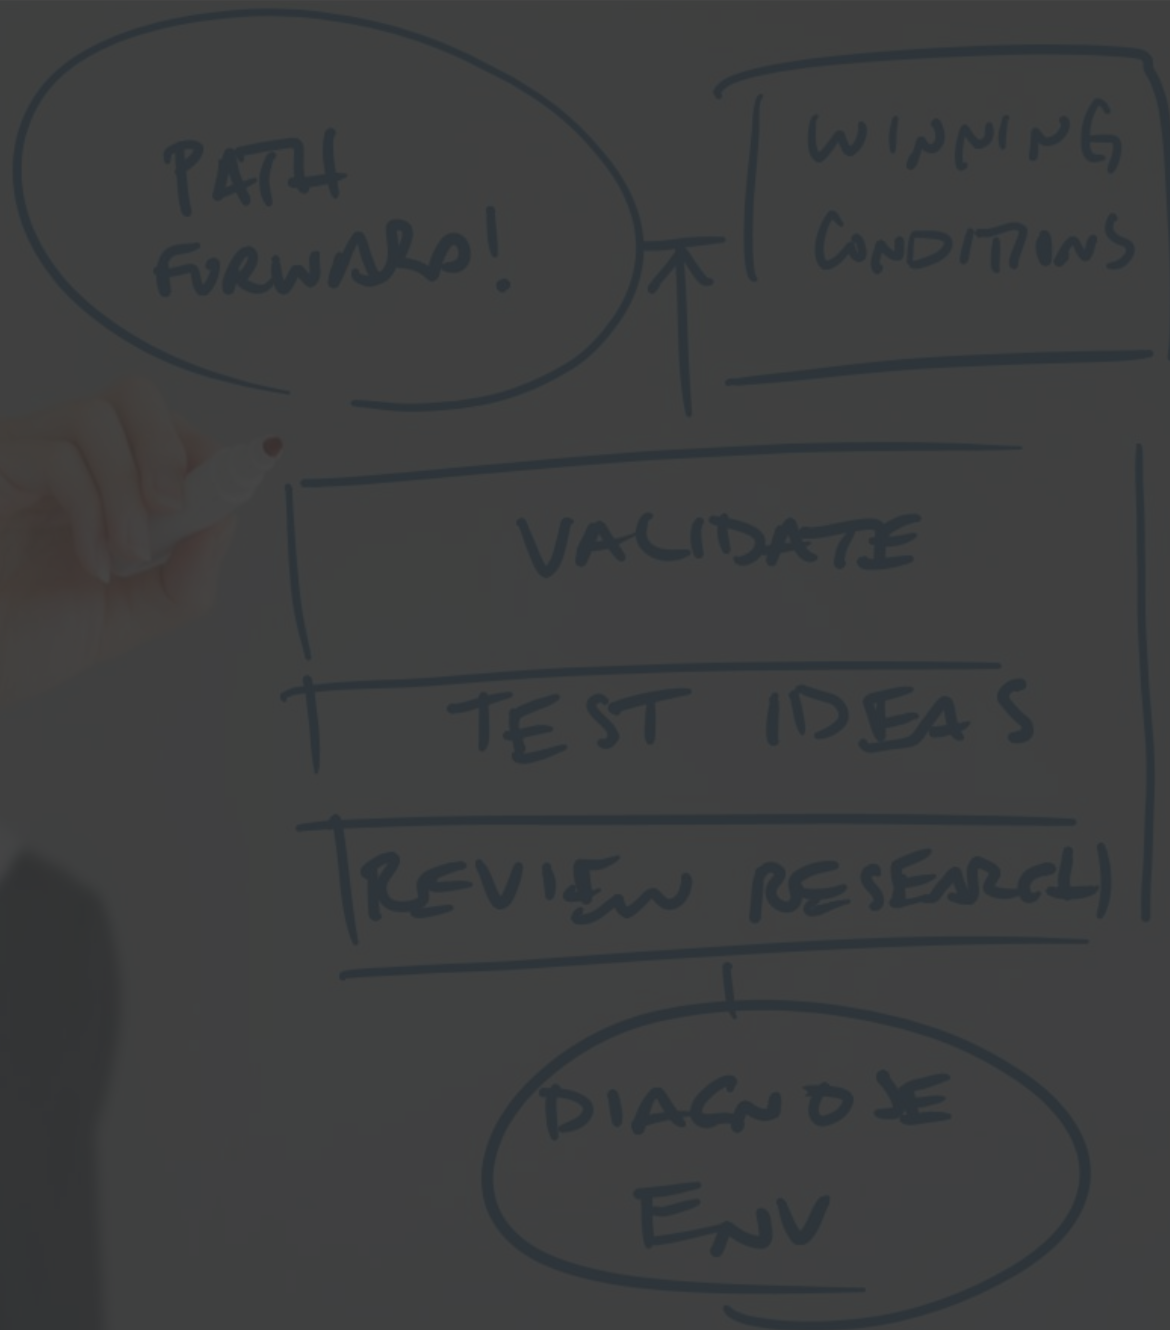 PATH
FORWARD!
WINNING
CONDITIONS
VALIDATE
TEST IDEAS
REVIEW RESEARCH
DIAGNOSE
ENV